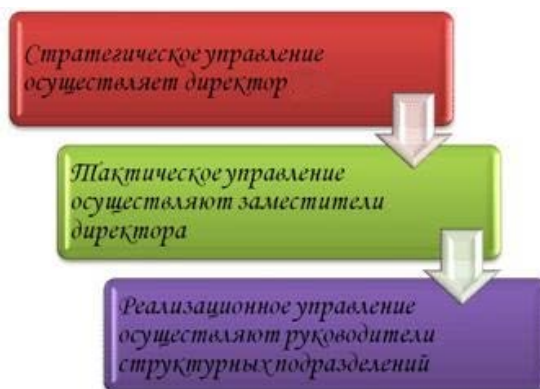 Стратегическое управление
осуществляет директор
Тактическое управление
осуществляют заместители
директора
Реализационное управление
осуществляют руководители
структурных подразделений